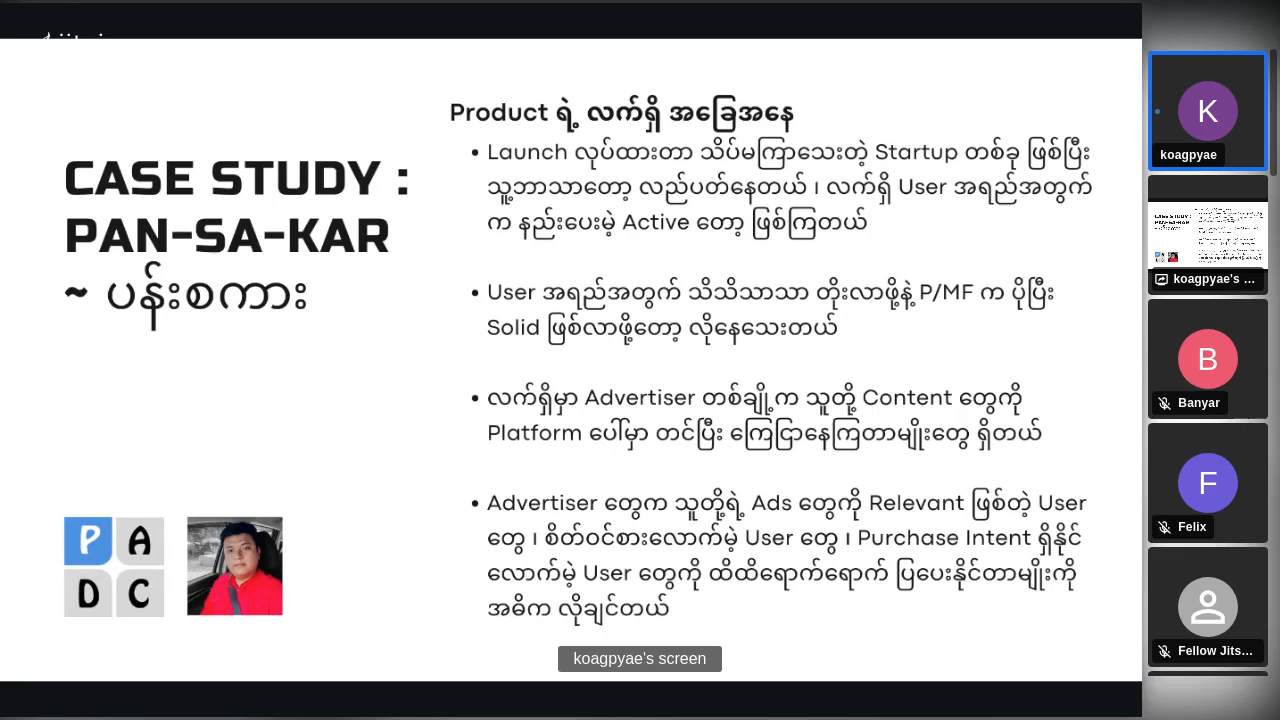 CASE STUDY :
PAN-SA-KAR
~ ပန်းစကား
P A
D C
Product ရဲ့ လက်ရှိ အခြေအနေ
• Launch လုပ်ထားတာ သိပ်မကြာသေးတဲ့ Startup တစ်ခု ဖြစ်ပြီး
သူ့ဘာသာတော့ လည်ပတ်နေတယ် ၊ လက်ရှိ User အရည်အတွက်
က နည်းပေးမဲ့ Active တော့ ဖြစ်ကြတယ်
• User အရည်အတွက် သိသိသာသာ တိုးလာဖို့နဲ့ P/MF က ပိုပြီး
Solid ဖြစ်လာဖို့တော့ လိုနေသေးတယ်
• လက်ရှိမှာ Advertiser တစ်ချို့က သူတို့ Content တွေကို
Platform ပေါ်မှာ တင်ပြီး ကြေငြာနေကြတာမျိုးတွေ ရှိတယ်
• Advertiser တွေက သူတို့ရဲ့ Ads တွေကို Relevant ဖြစ်တဲ့ User
တွေ ၊ စိတ်ဝင်စားလောက်မဲ့ User တွေ ၊ Purchase Intent ရှိနိုင်
လောက်မဲ့ User တွေကို ထိထိရောက်ရောက် ပြပေးနိုင်တာမျိုးကို
အဓိက လိုချင်တယ်
koagpyae's screen
K
koagpyae
CASE STUDY :
PAN-SA-KAR
koagpyae's ...
B
Banyar
F
Felix
Fellow Jits...